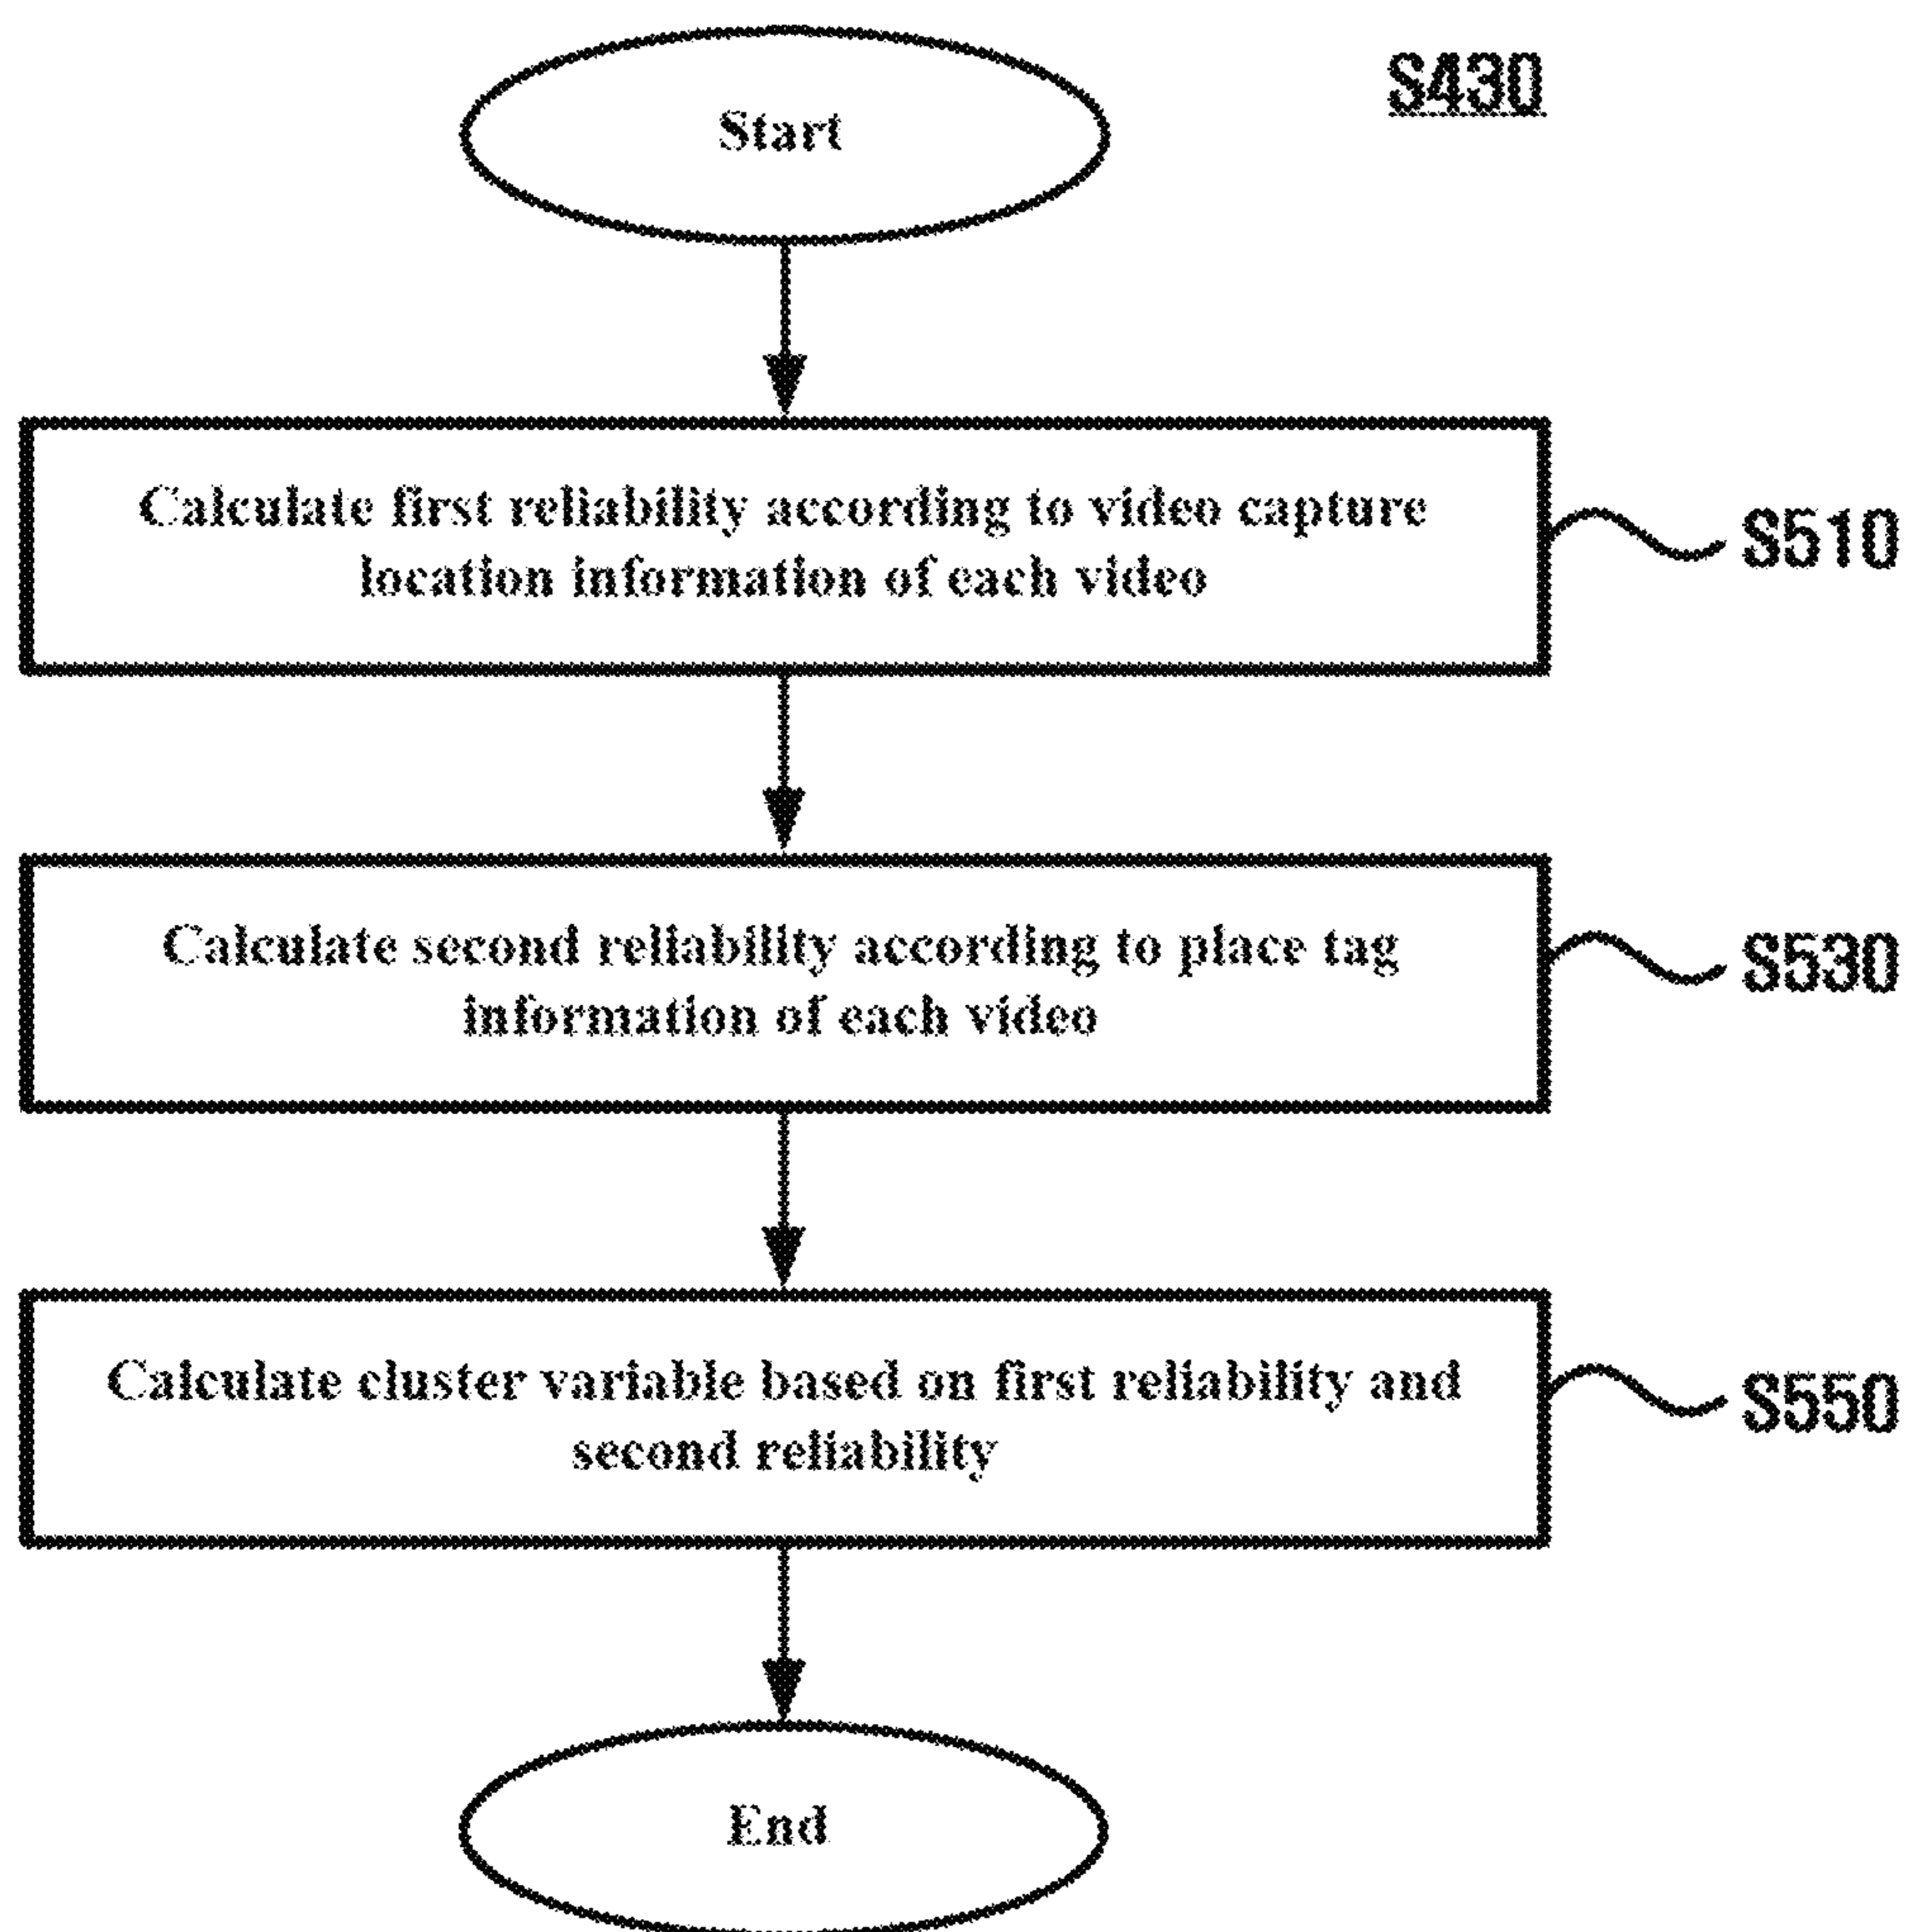 S430
Start
Calculate first reliability according to video capture
location information of each video
S510
Calculate second reliability according to place tag
information of each video
S530
Calculate cluster variable based on first reliability and
second reliability
S550
End